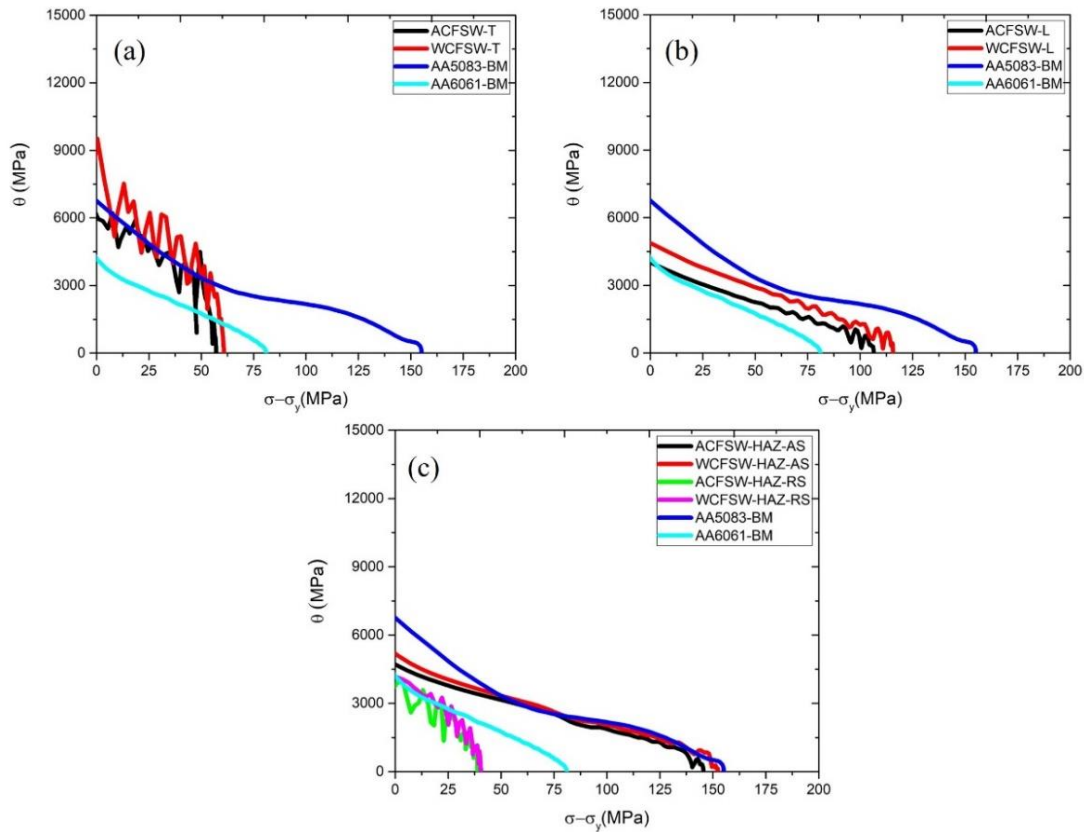 (a)
ACFSW-T
WCFSW-T
AA5083-BM
AA6061-BM
15000
12000
9000
6000
3000
0
θ (MPa)
0 25 50 75 100 125 150 175 200
σ−σy(MPa)
(b)
ACFSW-L
WCFSW-L
AA5083-BM
AA6061-BM
15000
12000
9000
6000
3000
0
θ (MPa)
0 25 50 75 100 125 150 175 200
σ−σy(MPa)
(c)
ACFSW-HAZ-AS
WCFSW-HAZ-AS
ACFSW-HAZ-RS
WCFSW-HAZ-RS
AA5083-BM
AA6061-BM
15000
12000
9000
6000
3000
0
θ (MPa)
0 25 50 75 100 125 150 175 200
σ−σy(MPa)